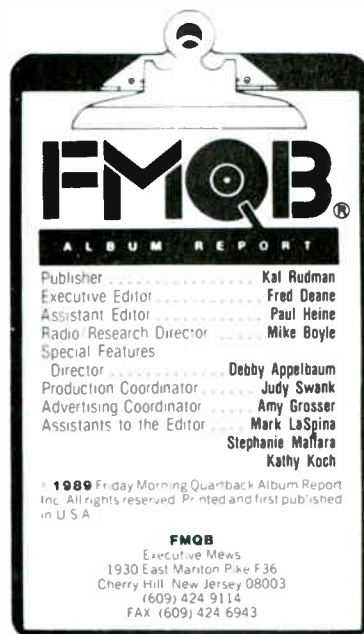 FMQB®
ALBUM REPORT
Publisher Kal Rudman
Executive Editor Fred Deane
Assistant Editor Paul Heine
Radio/Research Director Mike Boyle
Special Features
Director Debby Appelbaum
Production Coordinator Judy Swank
Advertising Coordinator Amy Grosser
Assistants to the Editor Mark LaSpina
Stephanie
Kathy Koch
1989 Friday Morning Quartback Album Report
Inc. All rights reserved. Printed and first published
in U S A
FMQB
Executive Mews
1930 East Marlton Pike F36
Cherry Hill New Jersey 08003
(609) 424 9114
FAX (609) 424 6943